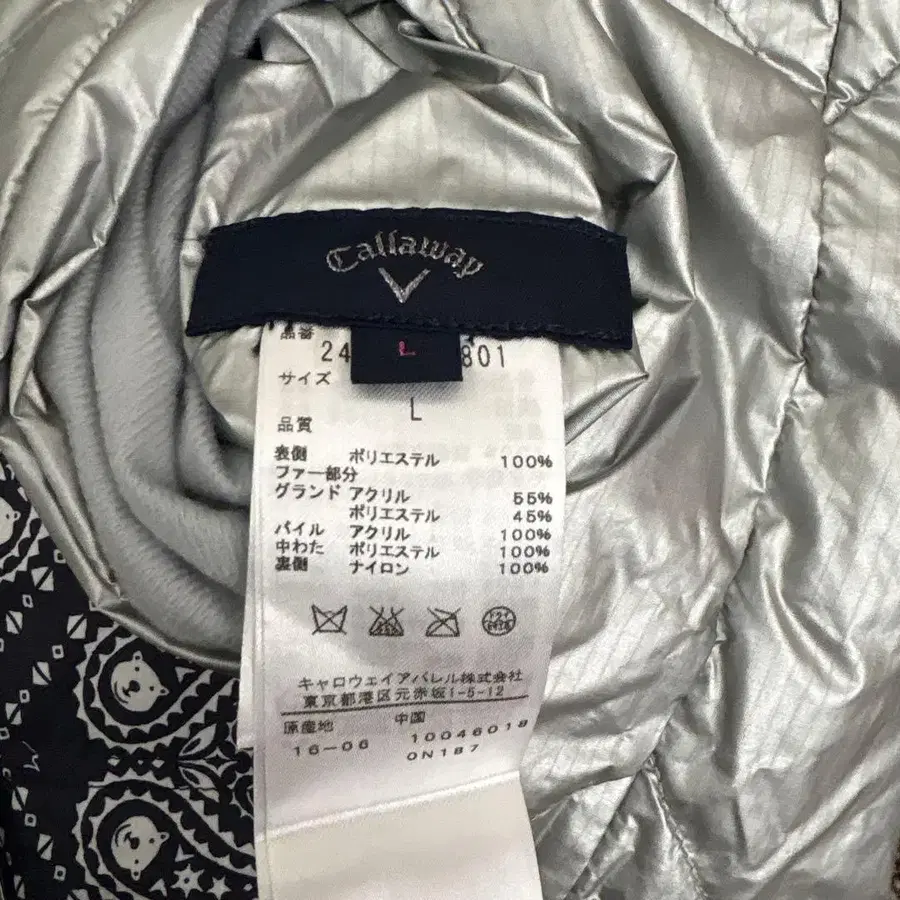 Callaway
L
品番
24 801
サイズ
L
品質
表側 ポリエステル 100%
ファー部分
グランド アクリル 55%
ポリエステル 45%
パイル アクリル 100%
中わた ポリエステル 100%
裏側 ナイロン 100%
ドライ
キャロウェイアパレル株式会社
東京都港区元赤坂1-5-12
原産地 中国
16-06 10046018
0N187